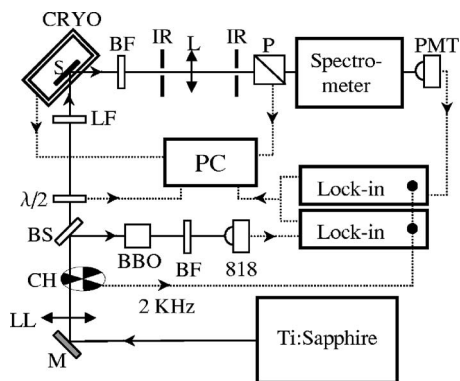 CRYO
S
BF
IR
L
IR
P
Spectro-
meter
PMT
LF
PC
Lock-in
λ/2
Lock-in
BS
BBO
BF
818
CH
2 KHz
LL
M
Ti:Sapphire